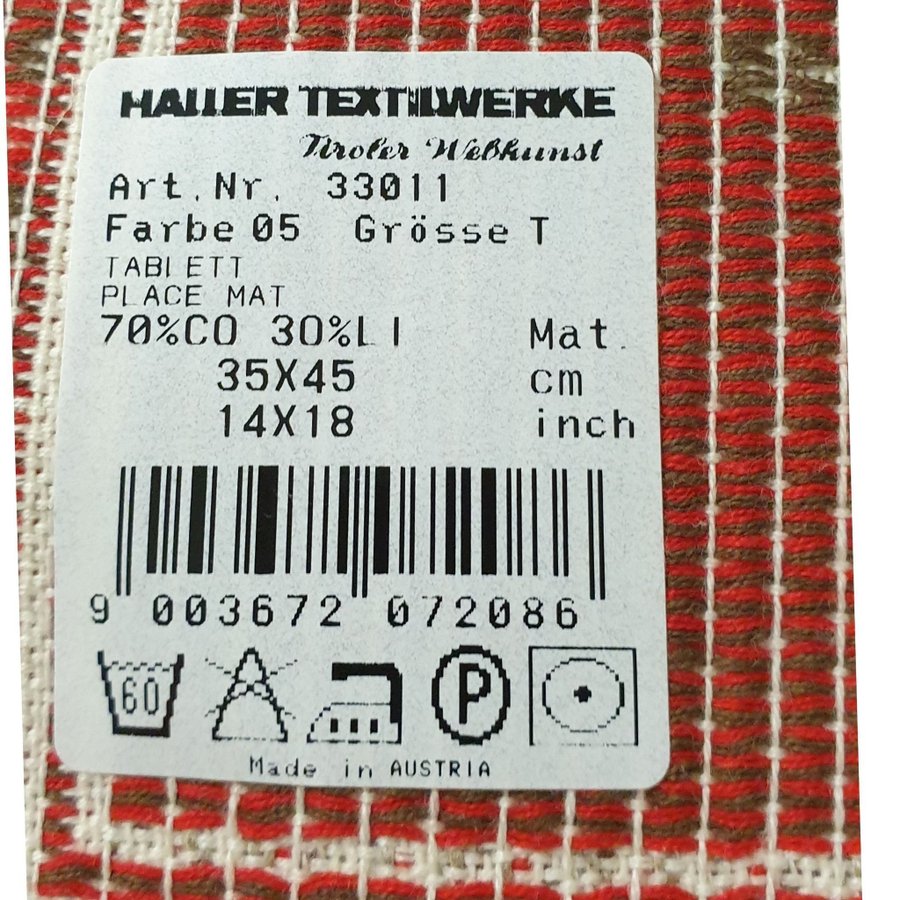 HALLER TEXTILWERKE
Tiroler Webkunst
Art.Nr. 33011
Farbe 05 Grösse T
TABLETT
PLACE MAT
70%CO 30%LI Mat.
35X45 cm
14X18 inch
9 003672 072086
60 P
Made in AUSTRIA